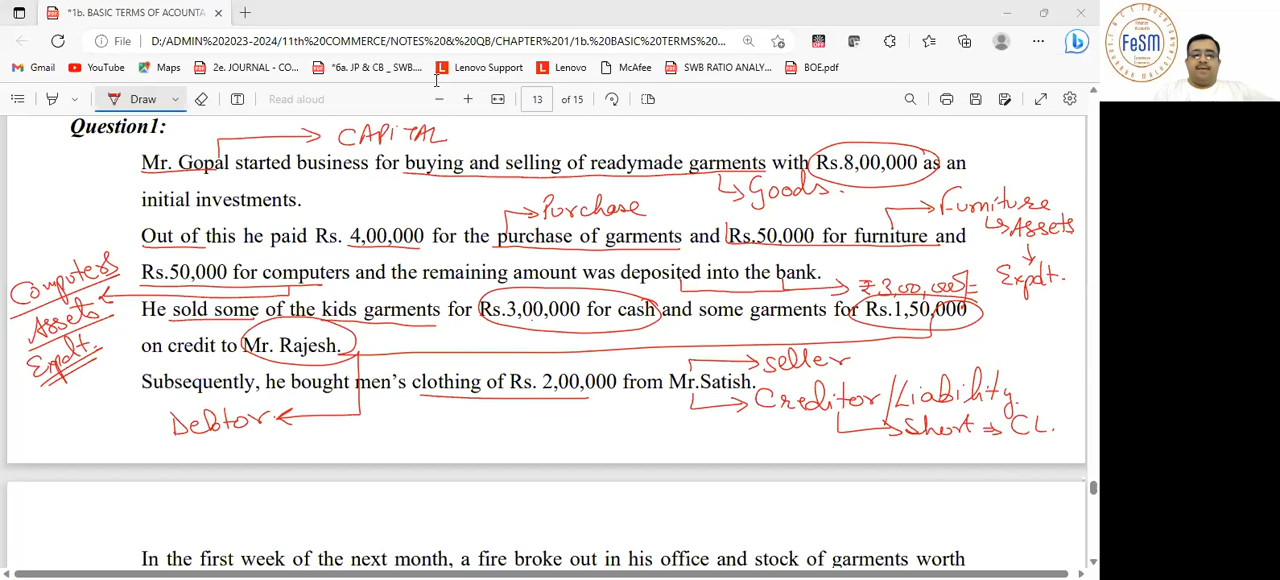 *1b. BASIC TERMS OF ACOUNTA
File D:/ADMIN%202023-2024/11th%20COMMERCE/NOTES%20&%20QB/CHAPTER%201/1b.%20BASIC%20TERMS%20...
Gmail YouTube Maps 2e. JOURNAL - CO... *6a. JP & SB _ SWB.... Lenovo Support Lenovo McAfee SWB RATIO ANALY... BOE.pdf
Draw Read aloud 13 of 15
FeSM
Question1:
CAPITAL
Mr. Gopal started business for buying and selling of readymade garments with Rs.8,00,000 as an
Goods.
initial investments.
Purchase
Furniture
Assets
Expdt.
Out of this he paid Rs. 4,00,000 for the purchase of garments and Rs.50,000 for furniture and
Computers
Assets
Expdt.
Rs.50,000 for computers and the remaining amount was deposited into the bank.
₹3,00,000/=
He sold some of the kids garments for Rs.3,00,000 for cash and some garments for Rs.1,50,000
on credit to Mr. Rajesh.
seller
Subsequently, he bought men's clothing of Rs. 2,00,000 from Mr.Satish.
Creditor/Liability.
Debtor
Short ⇒ CL.
In the first week of the next month, a fire broke out in his office and stock of garments worth